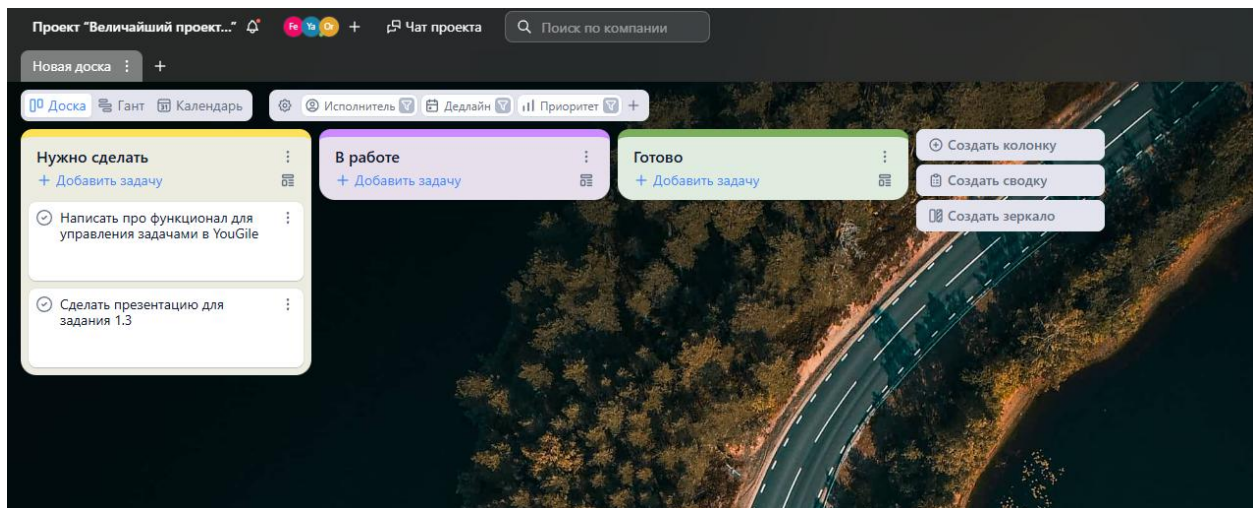 Проект "Величайший проект..." Fe Ya Or + Чат проекта Поиск по компании
Новая доска +
Доска Гант 31 Календарь Исполнитель Дедлайн Приоритет +
Нужно сделать
+ Добавить задачу
Написать про функционал для
управления задачами в YouGile
Сделать презентацию для
задания 1.3
В работе
+ Добавить задачу
Готово
+ Добавить задачу
Создать колонку
Создать сводку
Создать зеркало